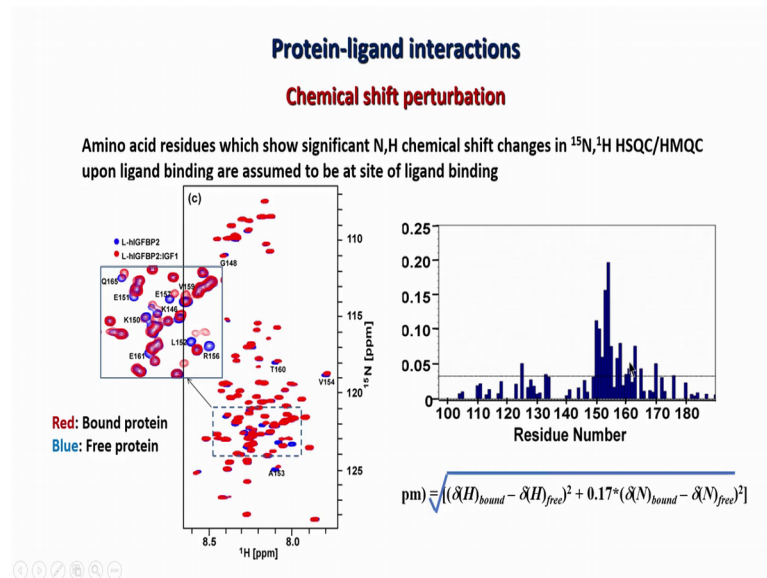 Protein-ligand interactions
Chemical shift perturbation
Amino acid residues which show significant N,H chemical shift changes in ¹⁵N,¹H HSQC/HMQC
upon ligand binding are assumed to be at site of ligand binding
(c)
L-hIGFBP2
L-hIGFBP2:IGF1
G148
Q165
E151
E157
V159
K146
K150
L152
R156
E161
T160
V154
A153
110
115
120
125
¹⁵N [ppm]
8.5
8.0
¹H [ppm]
Red: Bound protein
Blue: Free protein
0.25
0.20
0.15
0.10
0.05
0
100 110 120 130 140 150 160 170 180
Residue Number
pm) = √[(δ(H)bound – δ(H)free)² + 0.17*(δ(N)bound – δ(N)free)²]